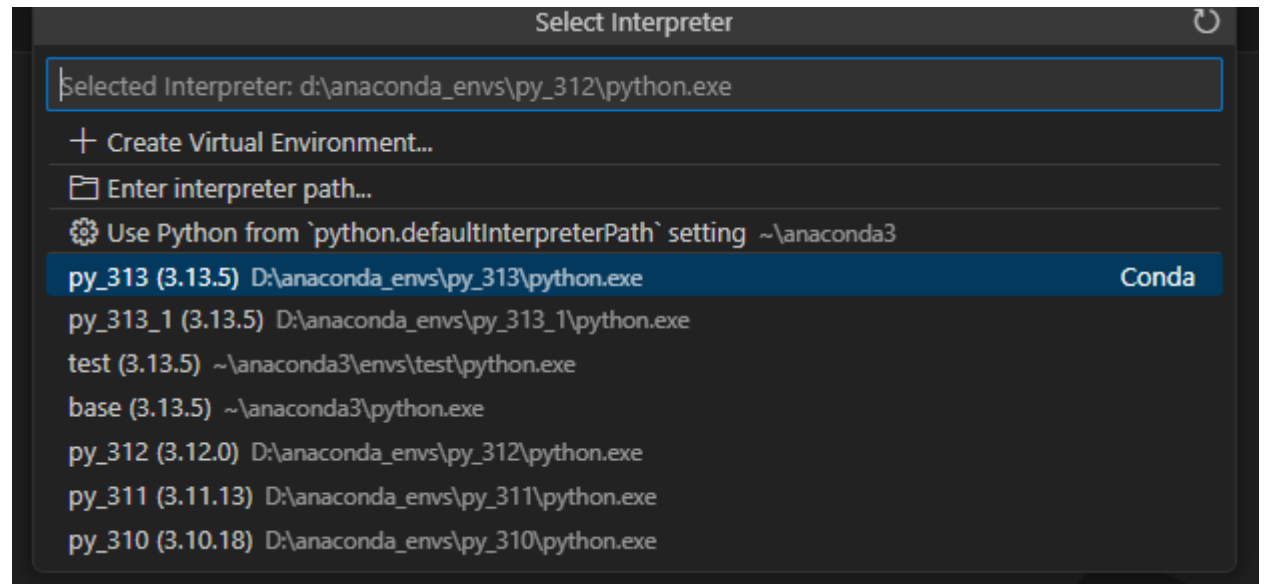 Select Interpreter
Selected Interpreter: d:\anaconda_envs\py_312\python.exe
Create Virtual Environment...
Enter interpreter path...
Use Python from `python.defaultInterpreterPath` setting ~\anaconda3
py_313 (3.13.5) D:\anaconda_envs\py_313\python.exe Conda
py_313_1 (3.13.5) D:\anaconda_envs\py_313_1\python.exe
test (3.13.5) ~\anaconda3\envs\test\python.exe
base (3.13.5) ~\anaconda3\python.exe
py_312 (3.12.0) D:\anaconda_envs\py_312\python.exe
py_311 (3.11.13) D:\anaconda_envs\py_311\python.exe
py_310 (3.10.18) D:\anaconda_envs\py_310\python.exe